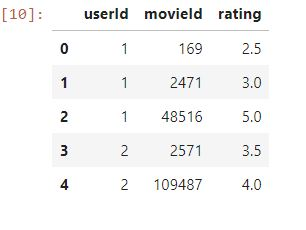 [10]: userId movieId rating
0 1 169 2.5
1 1 2471 3.0
2 1 48516 5.0
3 2 2571 3.5
4 2 109487 4.0